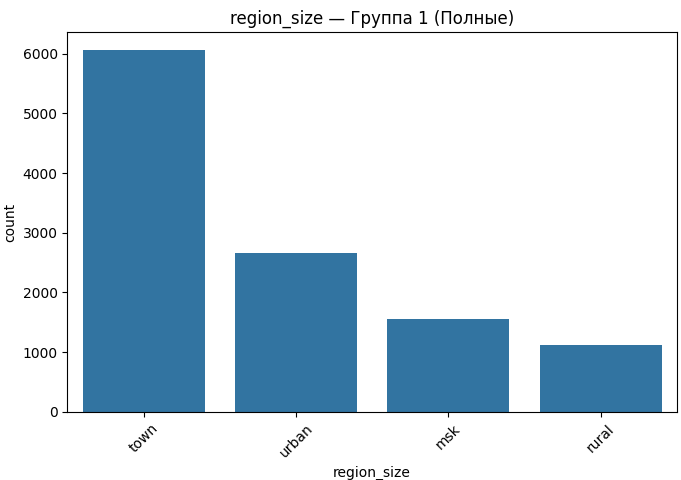 region_size — Группа 1 (Полные)
count
6000
5000
4000
3000
2000
1000
0
town
urban
msk
rural
region_size